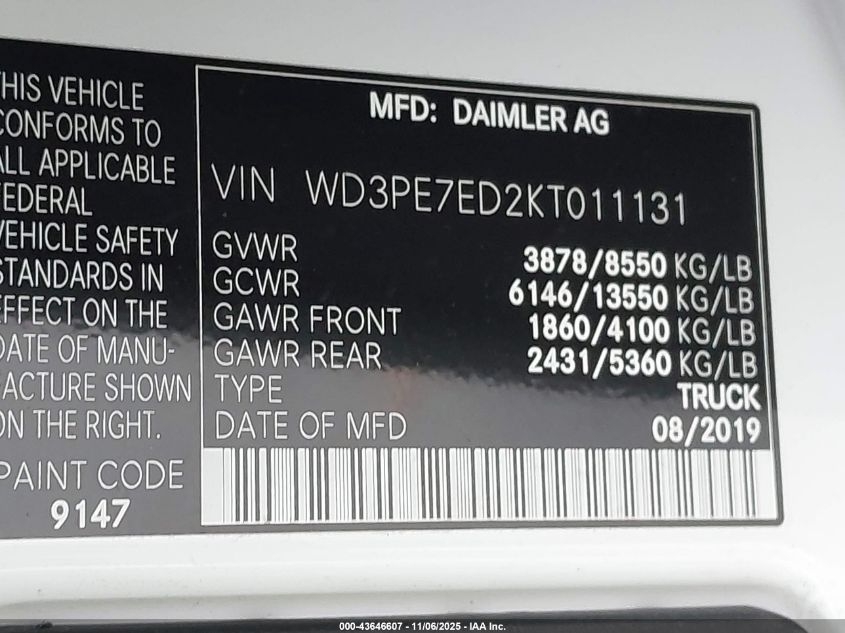 THIS VEHICLE
CONFORMS TO
ALL APPLICABLE
FEDERAL
VEHICLE SAFETY
STANDARDS IN
EFFECT ON THE
DATE OF MANU-
FACTURE SHOWN
ON THE RIGHT.
PAINT CODE
9147
MFD: DAIMLER AG
VIN WD3PE7ED2KT011131
GVWR 3878/8550 KG/LB
GCWR 6146/13550 KG/LB
GAWR FRONT 1860/4100 KG/LB
GAWR REAR 2431/5360 KG/LB
TYPE TRUCK
DATE OF MFD 08/2019
000-43646607 - 11/06/2025 - IAA Inc.